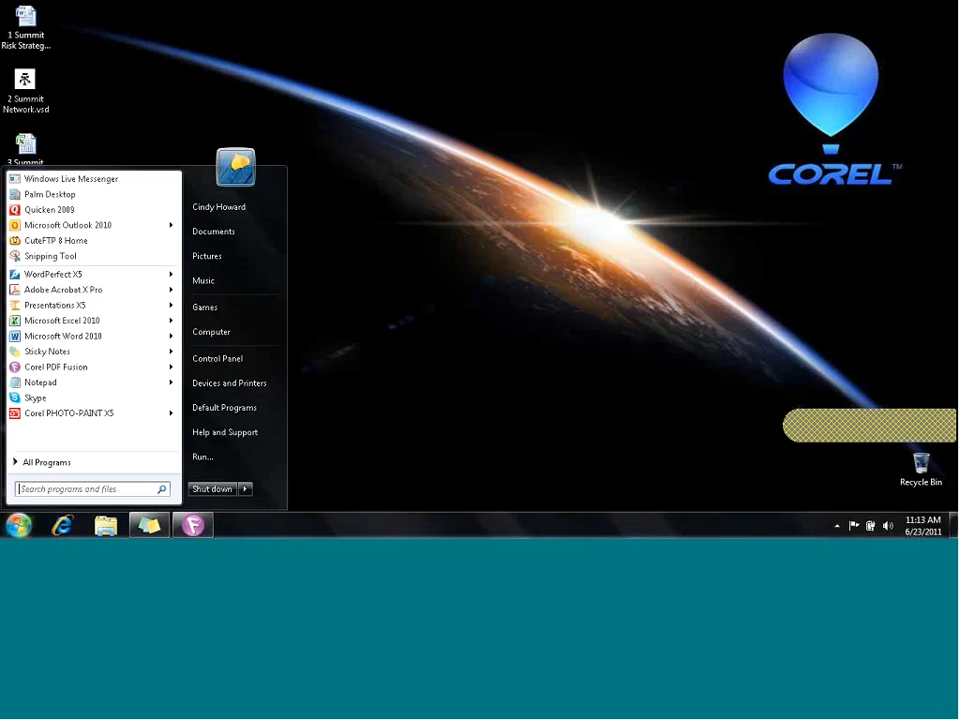 1 Summit
Risk Strateg...
2 Summit
Network.vsd
3 Summit
COREL™
Windows Live Messenger
Palm Desktop
Quicken 2009
Microsoft Outlook 2010
CuteFTP 8 Home
Snipping Tool
WordPerfect X5
Adobe Acrobat X Pro
Presentations X5
Microsoft Excel 2010
Microsoft Word 2010
Sticky Notes
Corel PDF Fusion
Notepad
Skype
Corel PHOTO-PAINT X5
All Programs
Search programs and files
Cindy Howard
Documents
Pictures
Music
Games
Computer
Control Panel
Devices and Printers
Default Programs
Help and Support
Run...
Shut down
Recycle Bin
11:13 AM
6/23/2011